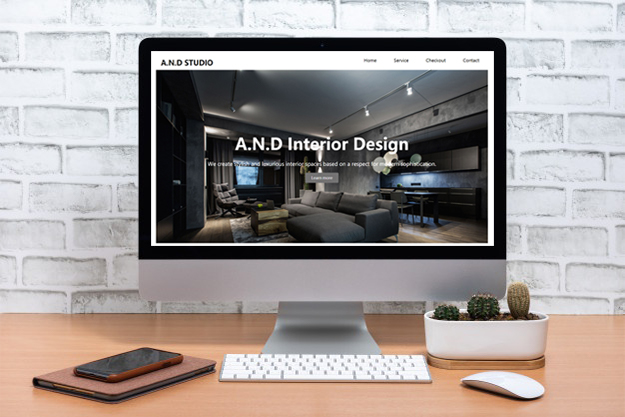 A.N.D STUDIO
Home Service Checkout Contact
A.N.D Interior Design
We create stylish and luxurious interior spaces based on a respect for modern sophistication.
Learn more